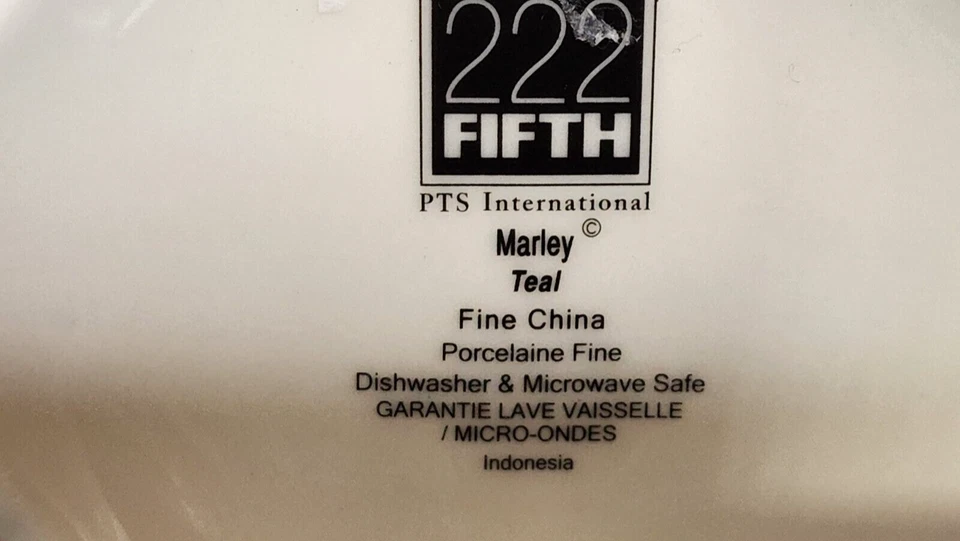 222
FIFTH
PTS International
Marley ©
Teal
Fine China
Porcelaine Fine
Dishwasher & Microwave Safe
GARANTIE LAVE VAISSELLE
/ MICRO-ONDES
Indonesia